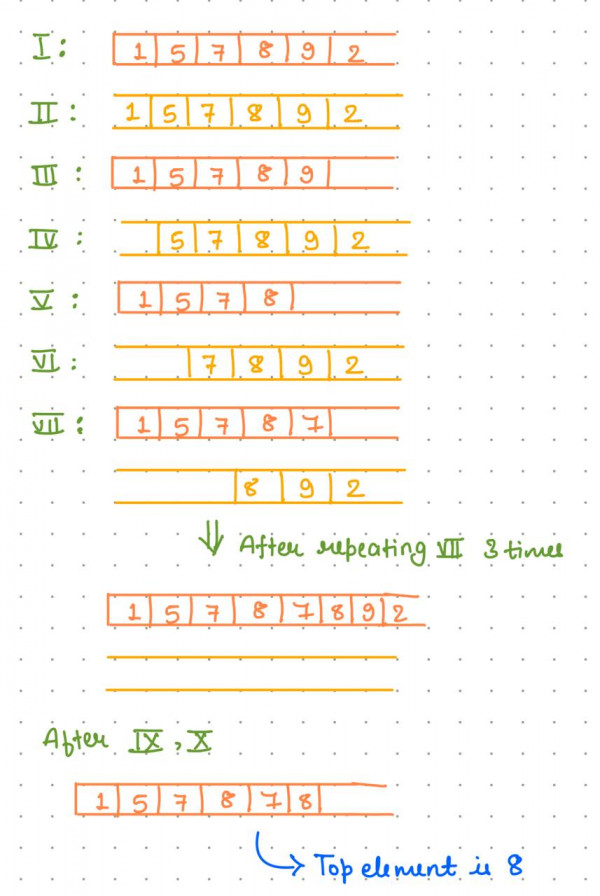 I : 1 5 7 8 9 2
II : 1 5 7 8 9 2
III : 1 5 7 8 9
IV : 5 7 8 9 2
V : 1 5 7 8
VI : 7 8 9 2
VII : 1 5 7 8 7
8 9 2
⇓ After repeating VII 3 times
1 5 7 8 7 8 9 2
After IX, X
1 5 7 8 7 8
→ Top element is 8